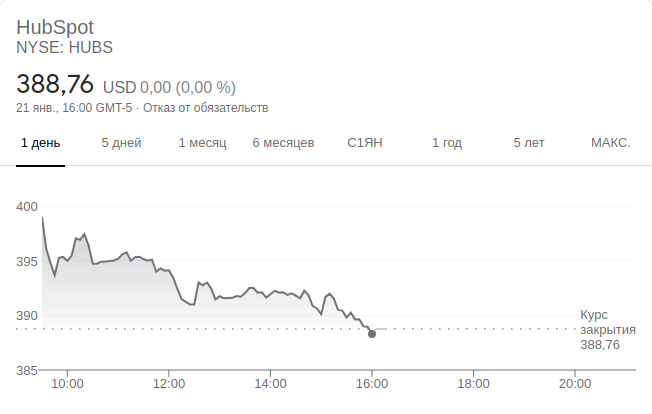 HubSpot
NYSE: HUBS
388,76 USD 0,00 (0,00 %)
21 янв., 16:00 GMT-5 · Отказ от обязательств
1 день 5 дней 1 месяц 6 месяцев С1ЯН 1 год 5 лет МАКС.
400
395
390
385
Курс
закрытия
388,76
10:00 12:00 14:00 16:00 18:00 20:00